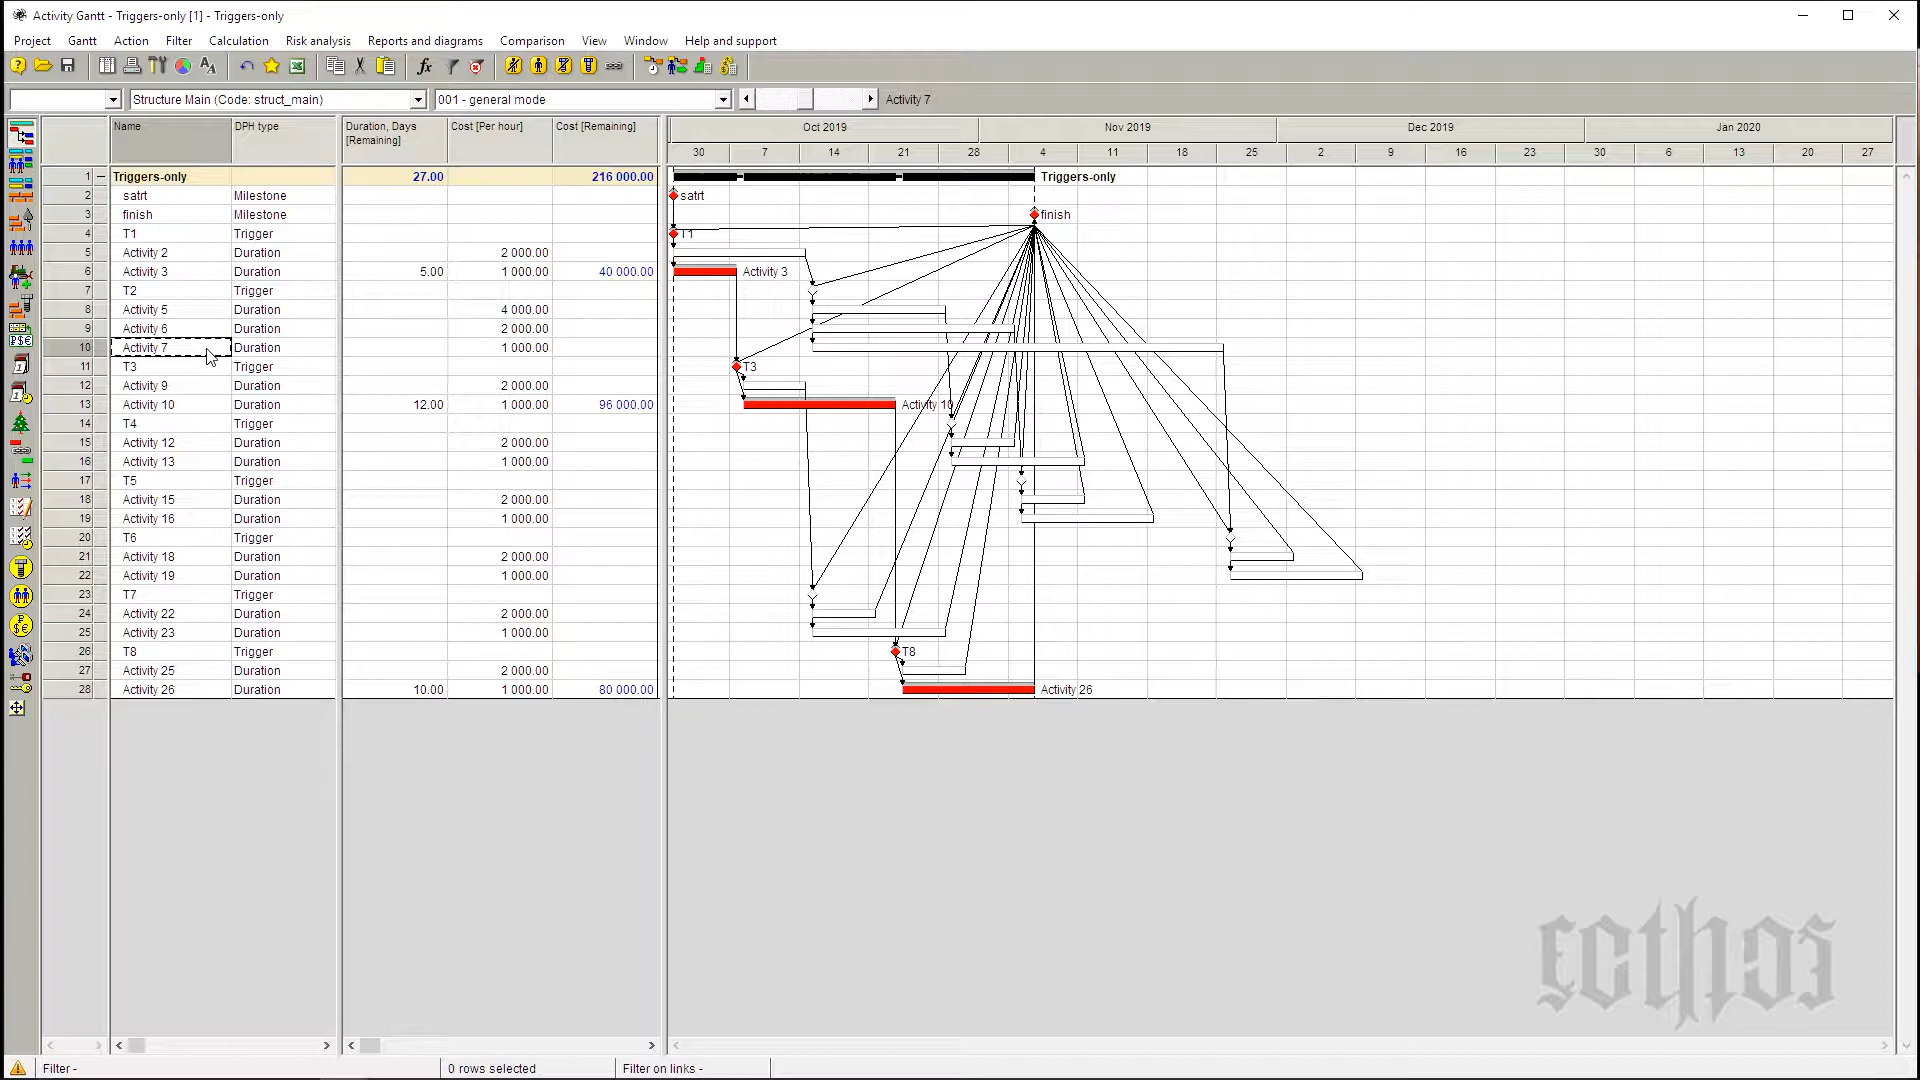 Activity Gantt - Triggers-only [1] - Triggers-only
Project Gantt Action Filter Calculation Risk analysis Reports and diagrams Comparison View Window Help and support
Structure Main (Code: struct_main) 001 - general mode Activity 7
Name DPH type Duration, Days Cost [Per hour] Cost [Remaining] Oct 2019 Nov 2019 Dec 2019 Jan 2020
[Remaining]
30 7 14 21 28 4 11 18 25 2 9 16 23 30 6 13 20 27
1 Triggers-only 27.00 216 000.00 Triggers-only
2 satrt Milestone satrt
3 finish Milestone finish
4 T1 Trigger T1
5 Activity 2 Duration 2 000.00
6 Activity 3 Duration 5.00 1 000.00 40 000.00 Activity 3
7 T2 Trigger
8 Activity 5 Duration 4 000.00
9 Activity 6 Duration 2 000.00
10 Activity 7 Duration 1 000.00
11 T3 Trigger T3
12 Activity 9 Duration 2 000.00
13 Activity 10 Duration 12.00 1 000.00 96 000.00 Activity 10
14 T4 Trigger
15 Activity 12 Duration 2 000.00
16 Activity 13 Duration 1 000.00
17 T5 Trigger
18 Activity 15 Duration 2 000.00
19 Activity 16 Duration 1 000.00
20 T6 Trigger
21 Activity 18 Duration 2 000.00
22 Activity 19 Duration 1 000.00
23 T7 Trigger
24 Activity 22 Duration 2 000.00
25 Activity 23 Duration 1 000.00
26 T8 Trigger T8
27 Activity 25 Duration 2 000.00
28 Activity 26 Duration 10.00 1 000.00 80 000.00 Activity 26
Filter - 0 rows selected Filter on links -